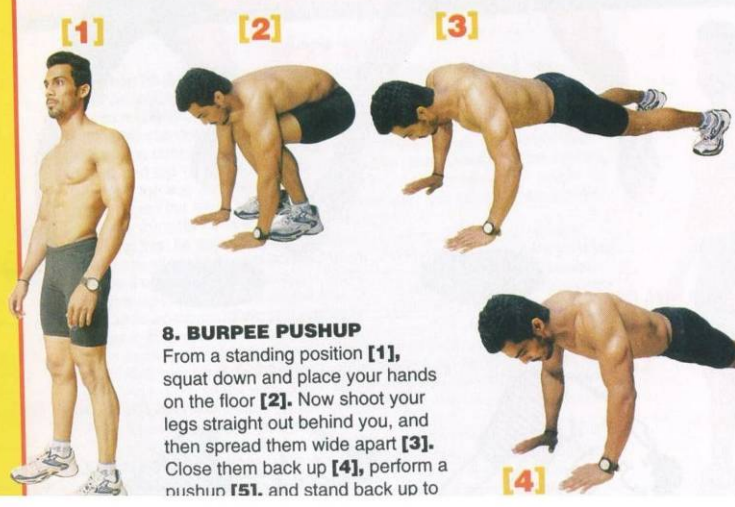 [1]
[2]
[3]
8. BURPEE PUSHUP
From a standing position [1],
squat down and place your hands
on the floor [2]. Now shoot your
legs straight out behind you, and
then spread them wide apart [3].
Close them back up [4], perform a
pushup [5], and stand back up to
[4]